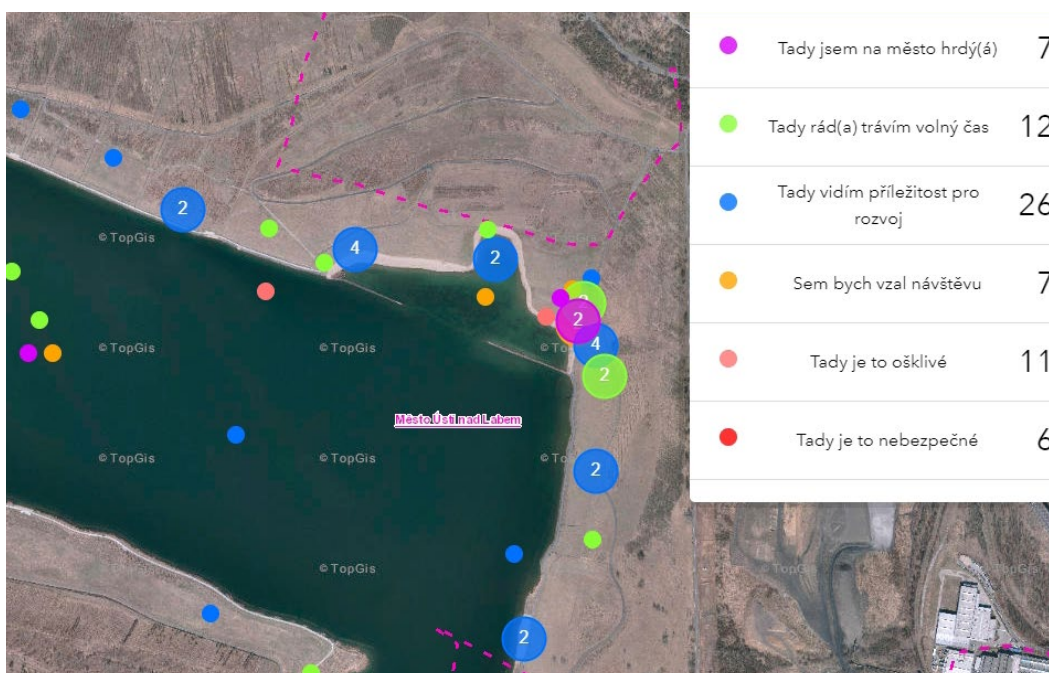 Tady jsem na město hrdý(á) 7
Tady rád(a) trávím volný čas 12
Tady vidím příležitost pro
rozvoj 26
Sem bych vzal návštěvu 7
Tady je to ošklivé 11
Tady je to nebezpečné 6
2
4
2
© TopGis
2
4
© TopGis
© TopGis
2
Město Ústí nad Labem
© TopGis
© TopGis
2
© TopGis
© TopGis
2